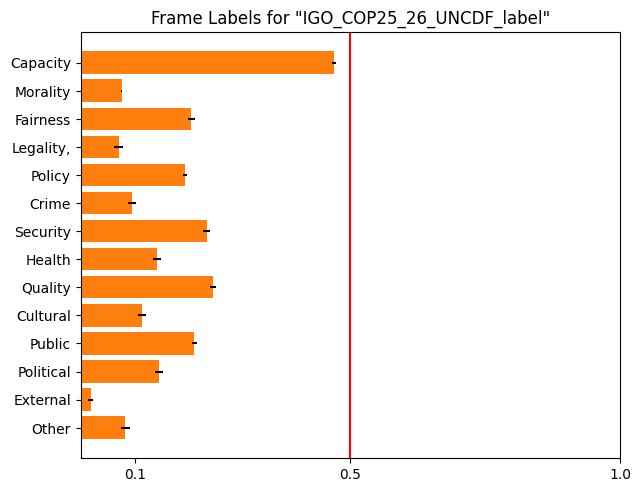 Frame Labels for "IGO_COP25_26_UNCDF_label"
Capacity
Morality
Fairness
Legality,
Policy
Crime
Security
Health
Quality
Cultural
Public
Political
External
Other
0.1 0.5 1.0